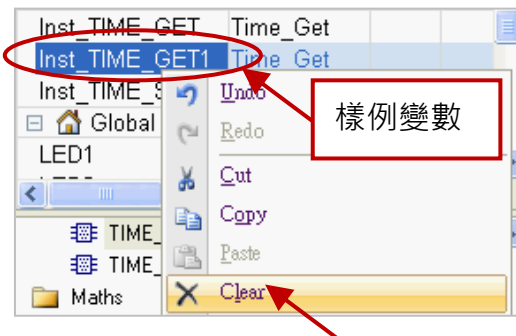 Inst_TIME_GET Time_Get
Inst_TIME_GET1 Time_Get
Inst_TIME_S
Undo
樣例變數
Global
Redo
LED1
Cut
Copy
TIME_
Paste
TIME_
Maths
Clear